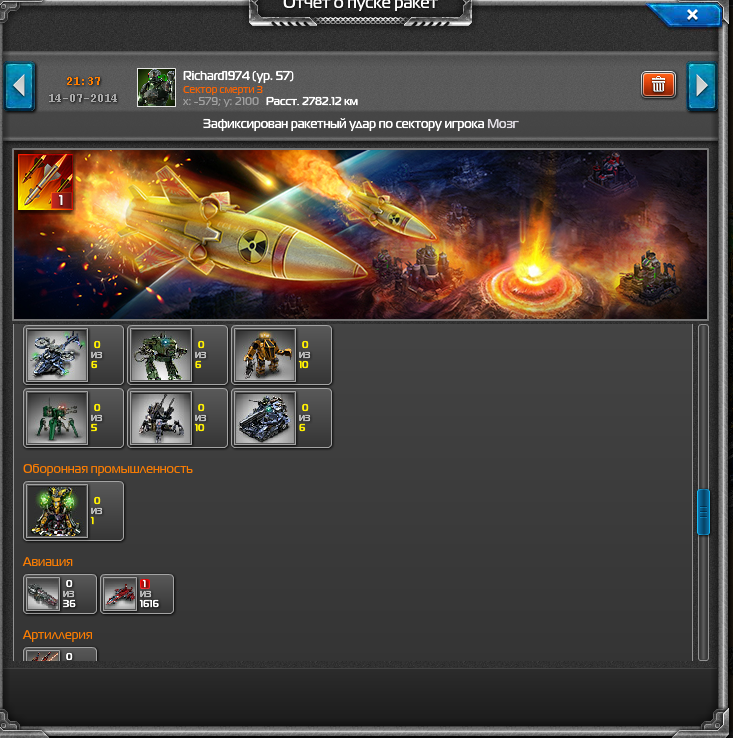 Отчет о пуске ракет
21:37
14-07-2014
Richard1974 (ур. 57)
Сектор смерти 3
x: -579; y: 2100 Расст. 2782.12 км
Зафиксирован ракетный удар по сектору игрока Мозг
1
0 из 6
0 из 6
0 из 10
0 из 5
0 из 10
0 из 6
Оборонная промышленность
0 из 1
Авиация
0 из 36
1 из 1616
Артиллерия
0